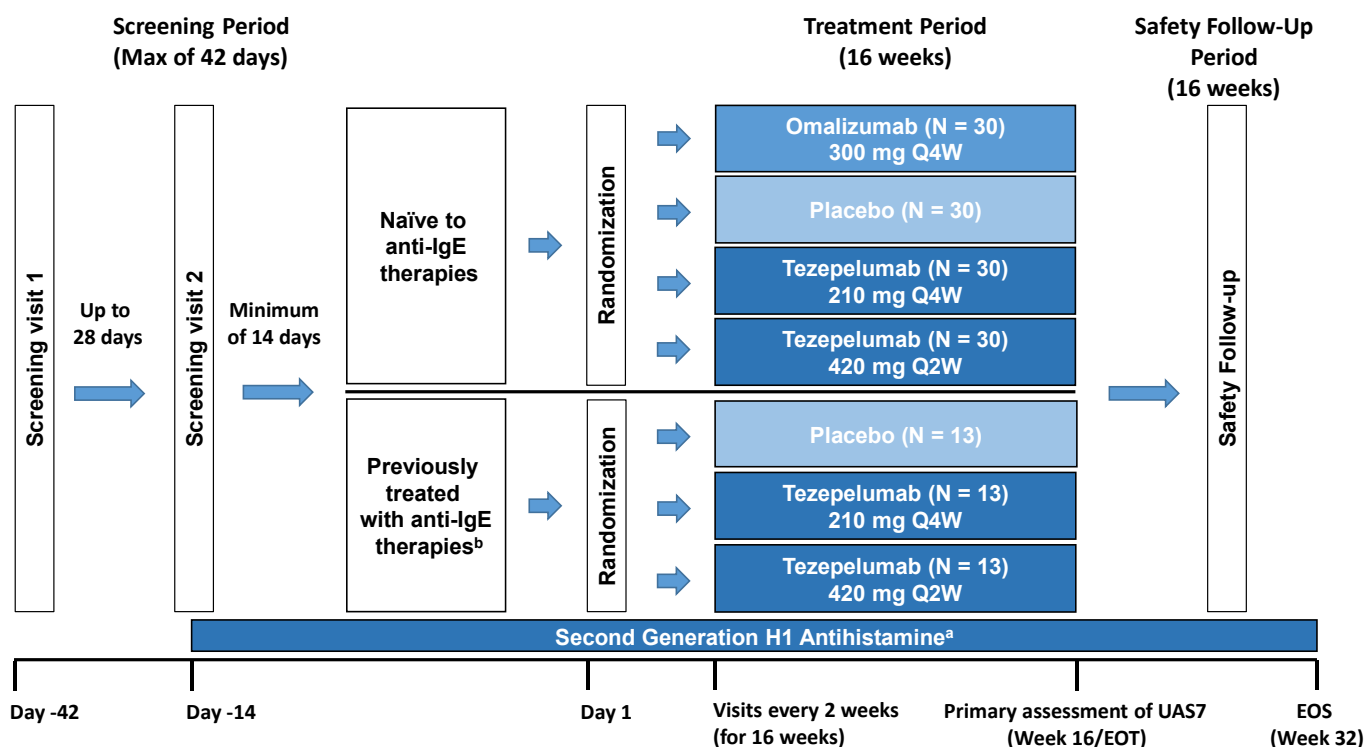 Screening Period
(Max of 42 days)
Treatment Period
(16 weeks)
Safety Follow-Up
Period
(16 weeks)
Screening visit 1
Up to
28 days
Screening visit 2
Minimum
of 14 days
Naïve to
anti-IgE
therapies
Randomization
Omalizumab (N = 30)
300 mg Q4W
Placebo (N = 30)
Tezepelumab (N = 30)
210 mg Q4W
Tezepelumab (N = 30)
420 mg Q2W
Previously
treated
with anti-IgE
therapiesᵇ
Randomization
Placebo (N = 13)
Tezepelumab (N = 13)
210 mg Q4W
Tezepelumab (N = 13)
420 mg Q2W
Safety Follow-up
Second Generation H1 Antihistamineᵃ
Day -42
Day -14
Day 1
Visits every 2 weeks
(for 16 weeks)
Primary assessment of UAS7
(Week 16/EOT)
EOS
(Week 32)